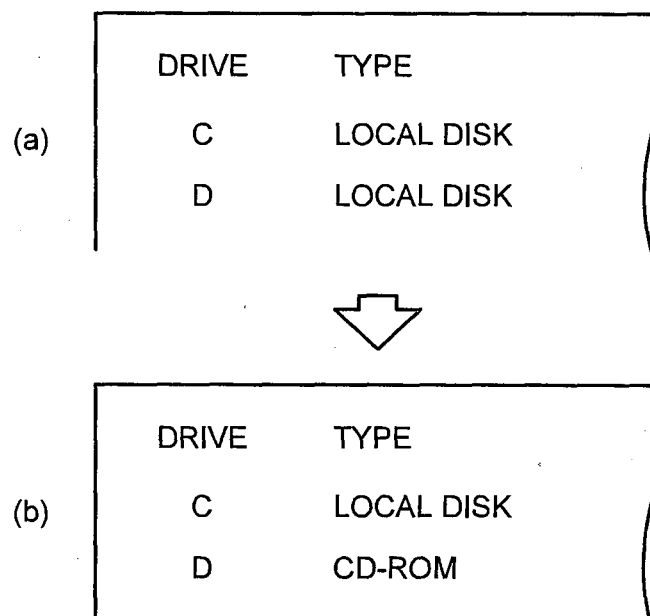 DRIVE TYPE
(a) C LOCAL DISK
D LOCAL DISK
DRIVE TYPE
(b) C LOCAL DISK
D CD-ROM